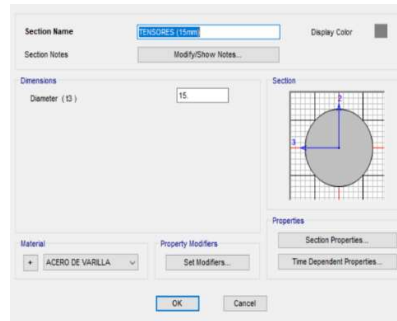 Section Name TENSORES (15mm) Display Color
Section Notes Modify/Show Notes...
Dimensions
Diameter ( t3 ) 15.
Section
2
3
Properties
Section Properties...
Time Dependent Properties...
Material
+ ACERO DE VARILLA
Property Modifiers
Set Modifiers...
OK Cancel